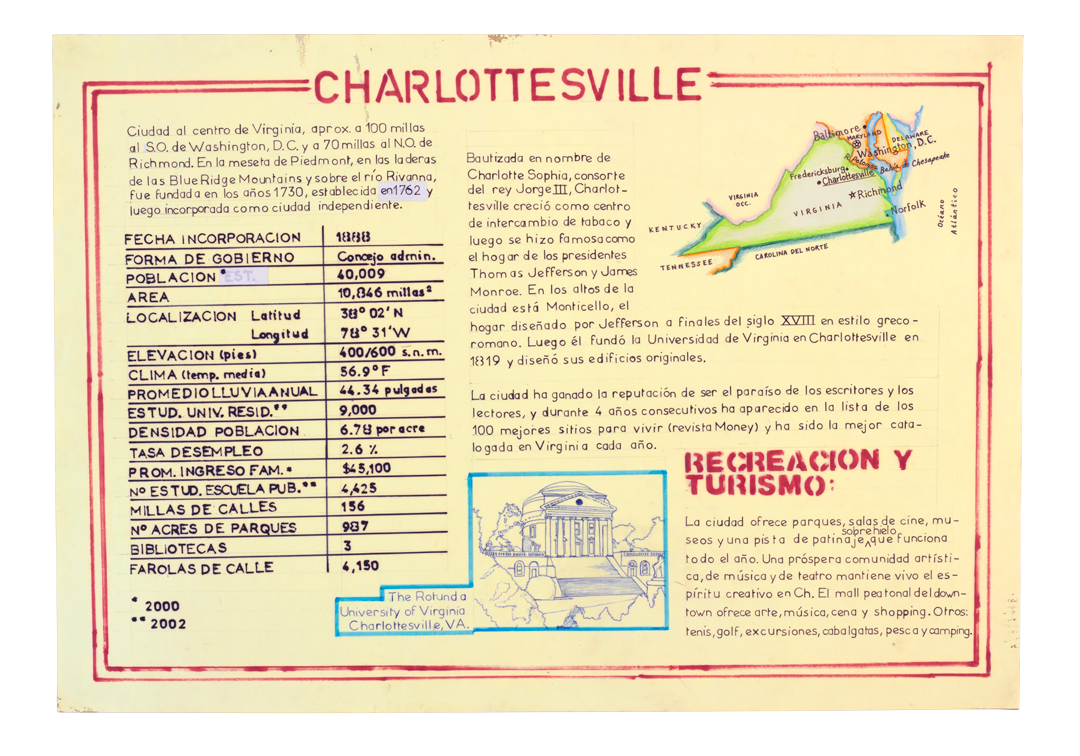 CHARLOTTESVILLE
Ciudad al centro de Virginia, aprox. a 100 millas
al S.O. de Washington, D.C. y a 70 millas al N.O. de
Richmond. En la meseta de Piedmont, en las laderas
de las Blue Ridge Mountains y sobre el río Rivanna,
fue fundada en los años 1730, establecida en 1762 y
luego incorporada como ciudad independiente.
FECHA INCORPORACION 1888
FORMA DE GOBIERNO Concejo admin.
POBLACION * EST. 40,009
AREA 10,846 millas²
LOCALIZACION Latitud 38° 02' N
Longitud 78° 31' W
ELEVACION (pies) 400/600 s.n.m.
CLIMA (temp. media) 56.9° F
PROMEDIO LLUVIA ANUAL 44.34 pulgadas
ESTUD. UNIV. RESID.** 9,000
DENSIDAD POBLACION 6.78 por acre
TASA DESEMPLEO 2.6 %
PROM. INGRESO FAM. * $45,100
Nº ESTUD. ESCUELA PUB.** 4,425
MILLAS DE CALLES 156
Nº ACRES DE PARQUES 987
BIBLIOTECAS 3
FAROLAS DE CALLE 4,150
* 2000
** 2002
Bautizada en nombre de
Charlotte Sophia, consorte
del rey Jorge III, Charlot-
tesville creció como centro
de intercambio de tabaco y
luego se hizo famosa como
el hogar de los presidentes
Thomas Jefferson y James
Monroe. En los altos de la
ciudad está Monticello, el
hogar diseñado por Jefferson a finales del siglo XVIII en estilo greco-
romano. Luego él fundó la Universidad de Virginia en Charlottesville en
1819 y diseñó sus edificios originales.
La ciudad ha ganado la reputación de ser el paraíso de los escritores y los
lectores, y durante 4 años consecutivos ha aparecido en la lista de los
100 mejores sitios para vivir (revista Money) y ha sido la mejor cata-
logada en Virginia cada año.
Baltimore
MARYLAND
DELAWARE
Washington, D.C.
Bahía de Chesapeake
Fredericksburg
Charlottesville
Richmond
VIRGINIA
OCC.
VIRGINIA
Norfolk
Océano
Atlántico
KENTUCKY
TENNESSEE
CAROLINA DEL NORTE
The Rotunda
University of Virginia
Charlottesville, VA.
RECREACION Y
TURISMO:
La ciudad ofrece parques, salas de cine, mu-
seos y una pista de patinaje sobre hielo, que funciona
todo el año. Una próspera comunidad artísti-
ca, de música y de teatro mantiene vivo el es-
píritu creativo en Ch. El mall peatonal del down-
town ofrece arte, música, cena y shopping. Otros:
tenis, golf, excursiones, cabalgatas, pesca y camping.